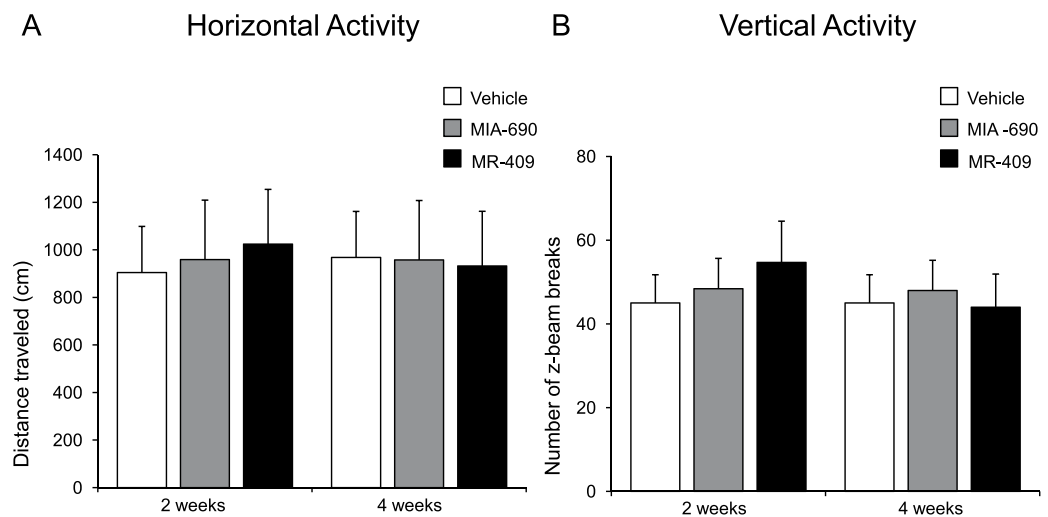 A Horizontal Activity
Vehicle
MIA-690
MR-409
Distance traveled (cm)
1400
1200
1000
800
600
400
200
0
2 weeks 4 weeks
B Vertical Activity
Vehicle
MIA-690
MR-409
Number of z-beam breaks
80
60
40
20
0
2 weeks 4 weeks